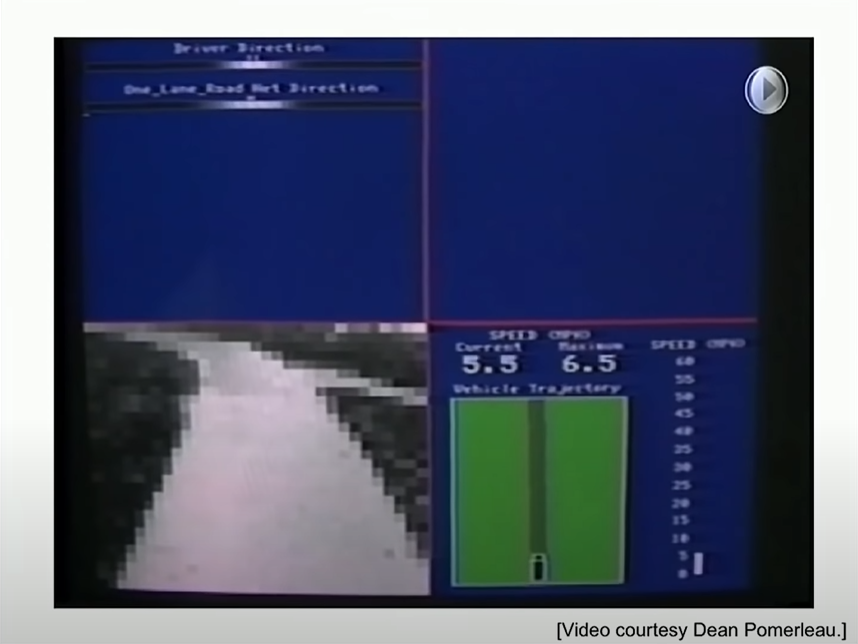 Driver Direction
One_Lane_Road Net Direction
SPEED (MPH)
Current Maximum
5.5 6.5
Vehicle Trajectory
SPEED (MPH)
60
55
50
45
40
35
30
25
20
15
10
5
0
[Video courtesy Dean Pomerleau.]